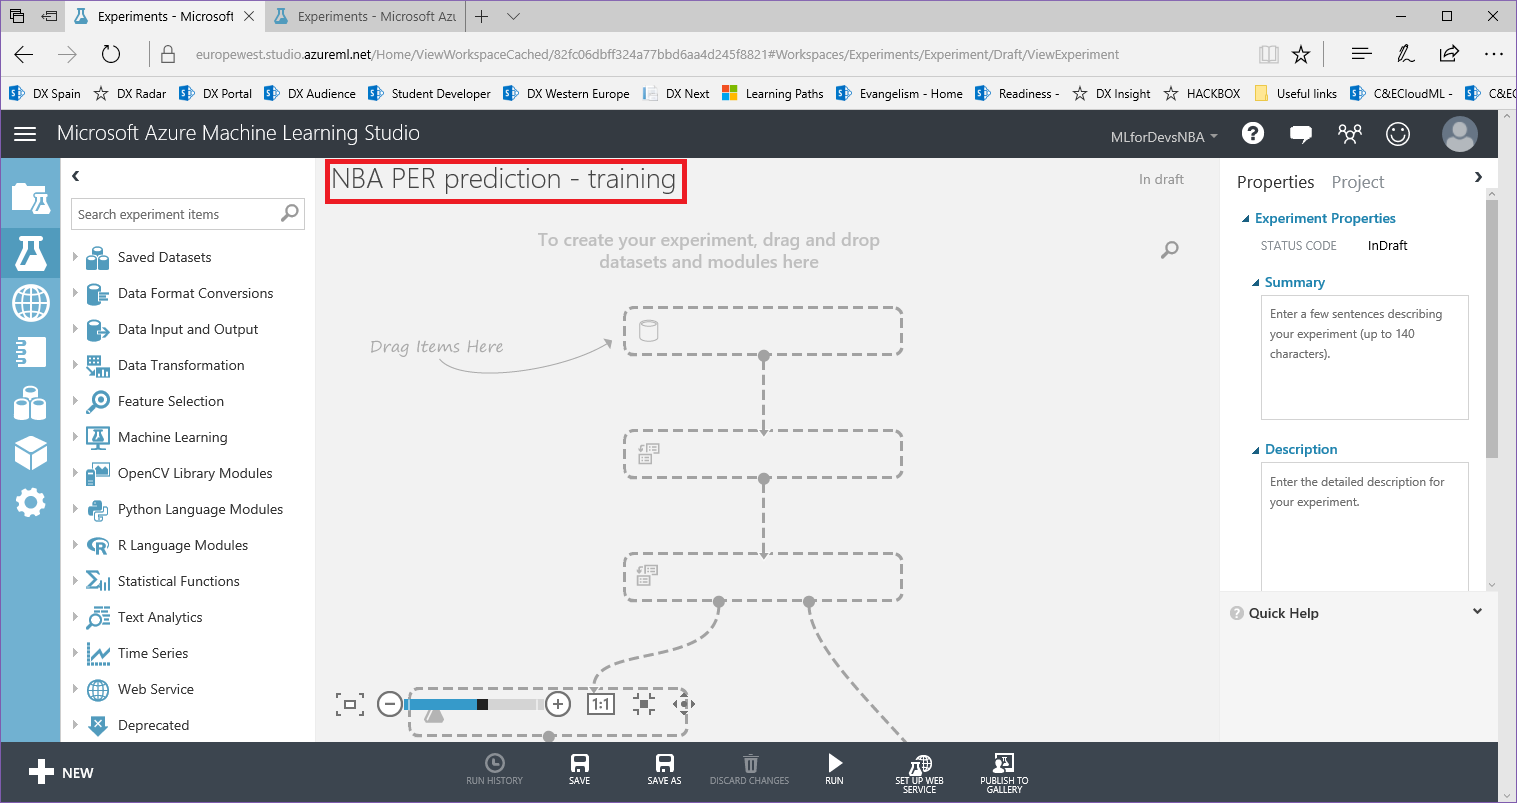 Experiments - Microsoft
Experiments - Microsoft Azu
europewest.studio.azureml.net/Home/ViewWorkspaceCached/82fc06dbff324a77bbd6aa4d245f8821#Workspaces/Experiments/Experiment/Draft/ViewExperiment
DX Spain DX Radar DX Portal DX Audience Student Developer DX Western Europe DX Next Learning Paths Evangelism - Home Readiness - DX Insight HACKBOX Useful links C&ECloudML - C&EC
Microsoft Azure Machine Learning Studio
MLforDevsNBA
NBA PER prediction - training
In draft
Search experiment items
Saved Datasets
Data Format Conversions
Data Input and Output
Data Transformation
Feature Selection
Machine Learning
OpenCV Library Modules
Python Language Modules
R Language Modules
Statistical Functions
Text Analytics
Time Series
Web Service
Deprecated
To create your experiment, drag and drop
datasets and modules here
Drag Items Here
1:1
Properties Project
Experiment Properties
STATUS CODE InDraft
Summary
Enter a few sentences describing
your experiment (up to 140
characters).
Description
Enter the detailed description for
your experiment.
Quick Help
NEW
RUN HISTORY
SAVE
SAVE AS
DISCARD CHANGES
RUN
SET UP WEB
SERVICE
PUBLISH TO
GALLERY